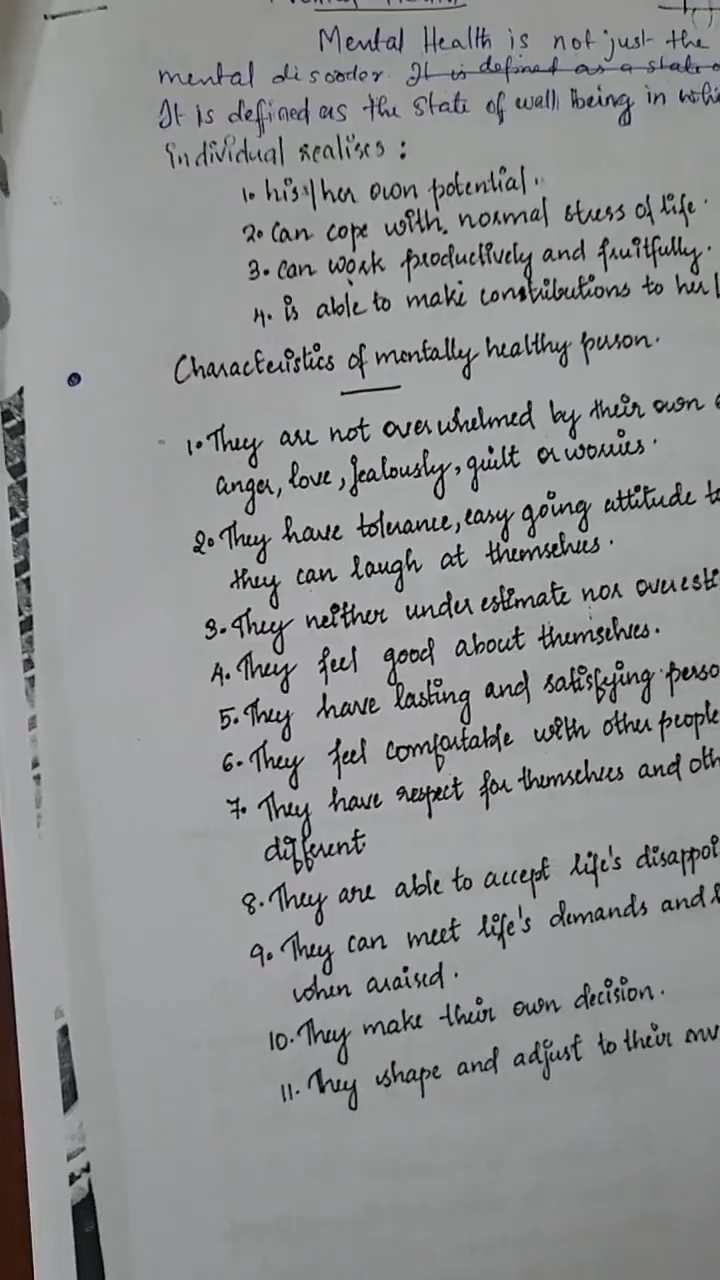 Mental Health is not just the
mental disorder. It is defined as a state
It is deffined as the State of well being in
individual realises:
1. his/her own potential.
2. can cope with normal stress of life.
3. can work productively and fruitfully.
4. is able to make contributions to her
Characteristics of mentally healthy person.
1. They are not overwhelmed by their own
anger, love, jealously, guilt or worries.
2. They have tolerance, easy going attitude
they can laugh at themselves.
3. They neither under estimate nor overesti
4. They feel good about themselves.
5. They have lasting and satisfying perso
6. They feel comfortable with other people
7. They have respect for themselves and oth
different
8. They are able to accept life's disappoi
9. They can meet life's demands and
when araised.
10. They make their own decision.
11. They shape and adjust to their